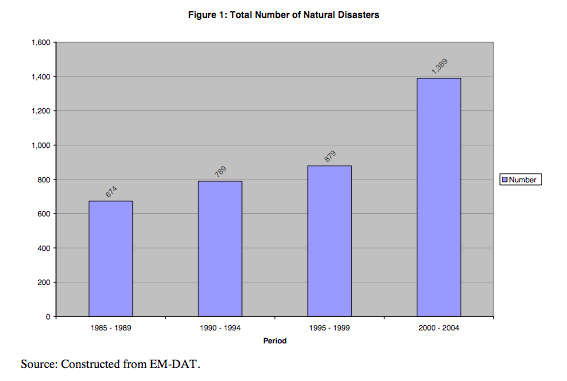 Figure 1: Total Number of Natural Disasters
1,600
1,400
1,200
1,000
800
600
400
200
0
674
789
879
1,389
Number
1985 - 1989
1990 - 1994
1995 - 1999
2000 - 2004
Period
Source: Constructed from EM-DAT.